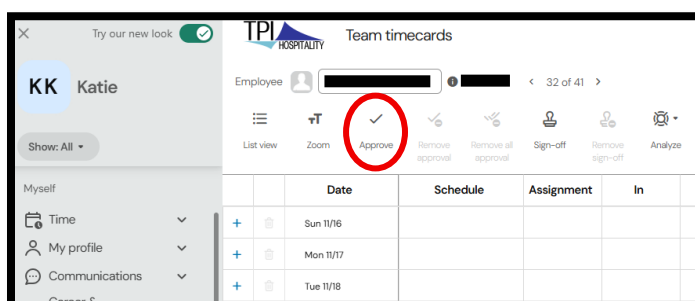 Try our new look
TPI
HOSPITALITY
Team timecards
KK
Katie
Employee
32 of 41
List view
Zoom
Approve
Remove approval
Remove all approval
Sign-off
Remove sign-off
Analyze
Show: All
Myself
Date
Schedule
Assignment
In
Time
Sun 11/16
My profile
Mon 11/17
Communications
Tue 11/18